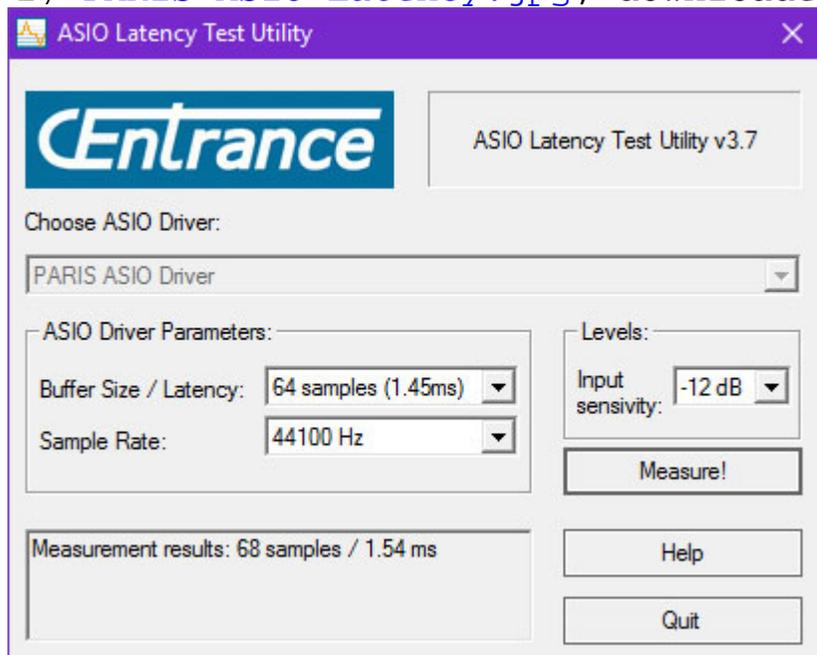 ASIO Latency Test Utility
CEntrance
ASIO Latency Test Utility v3.7
Choose ASIO Driver:
PARIS ASIO Driver
ASIO Driver Parameters:
Buffer Size / Latency: 64 samples (1.45ms)
Sample Rate: 44100 Hz
Levels:
Input
sensivity: -12 dB
Measure!
Measurement results: 68 samples / 1.54 ms
Help
Quit